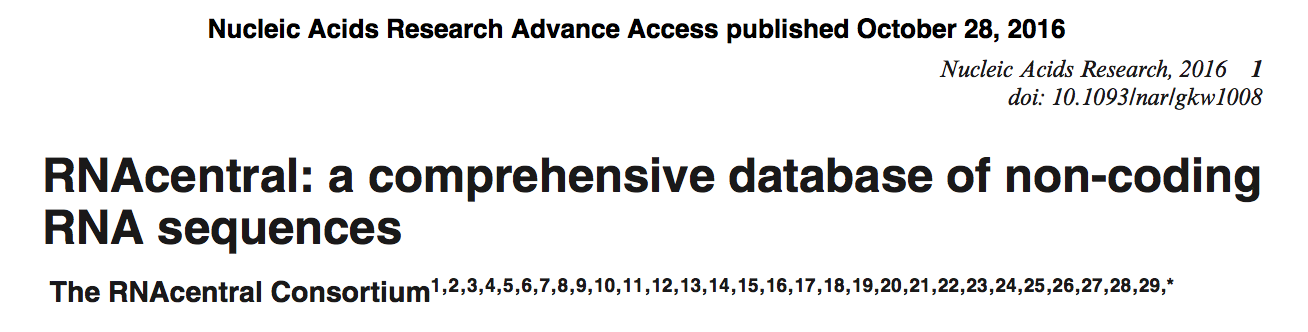 Nucleic Acids Research Advance Access published October 28, 2016
Nucleic Acids Research, 2016 1
doi: 10.1093/nar/gkw1008
RNAcentral: a comprehensive database of non-coding
RNA sequences
The RNAcentral Consortium1,2,3,4,5,6,7,8,9,10,11,12,13,14,15,16,17,18,19,20,21,22,23,24,25,26,27,28,29,*